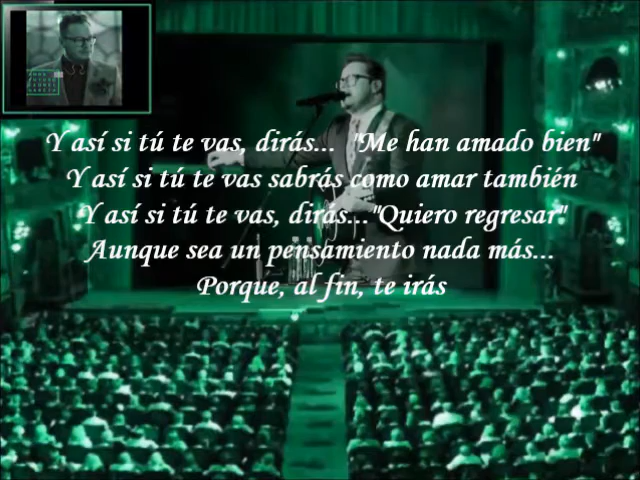 Y así si tú te vas, dirás... "Me han amado bien"
Y así si tú te vas sabrás como amar también
Y así si tú te vas, dirás..."Quiero regresar"
Aunque sea un pensamiento nada más...
Porque, al fin, te irás
*